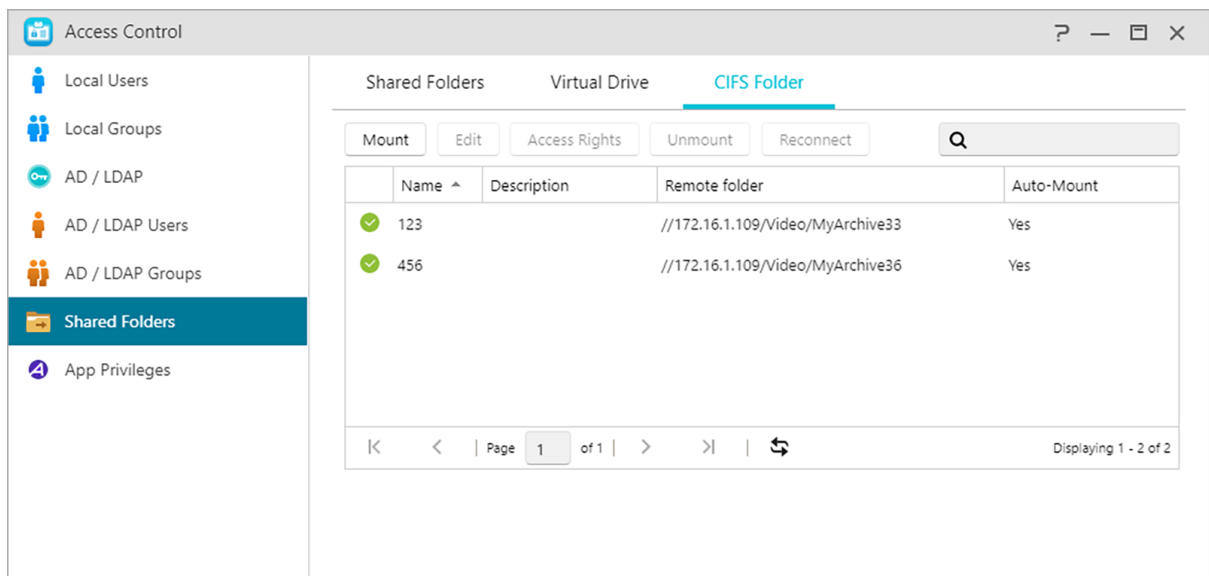 Access Control
Local Users
Local Groups
AD / LDAP
AD / LDAP Users
AD / LDAP Groups
Shared Folders
App Privileges
Shared Folders Virtual Drive CIFS Folder
Mount Edit Access Rights Unmount Reconnect
Name Description Remote folder Auto-Mount
123 //172.16.1.109/Video/MyArchive33 Yes
456 //172.16.1.109/Video/MyArchive36 Yes
Page 1 of 1 Displaying 1 - 2 of 2